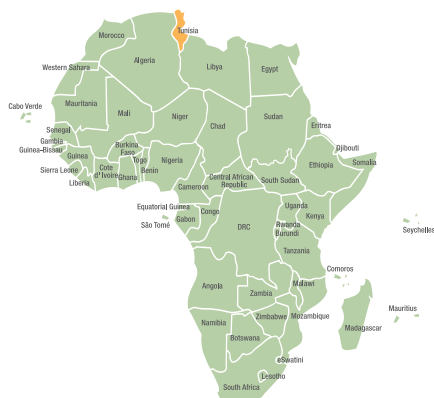 Tunisia
Morocco
Algeria
Libya
Egypt
Western Sahara
Cabo Verde
Mauritania
Mali
Niger
Chad
Sudan
Eritrea
Senegal
Gambia
Guinea-Bissau
Guinea
Sierra Leone
Liberia
Cote
d' Ivoire
Burkina
Faso
Ghana
Togo
Benin
Nigeria
Cameroon
Central African
Republic
South Sudan
Ethiopia
Djibouti
Somalia
Equatorial Guinea
São Tomé
Gabon
Congo
DRC
Uganda
Kenya
Rwanda
Burundi
Tanzania
Seychelles
Comoros
Angola
Zambia
Malawi
Mozambique
Zimbabwe
Namibia
Botswana
Madagascar
Mauritius
eSwatini
Lesotho
South Africa